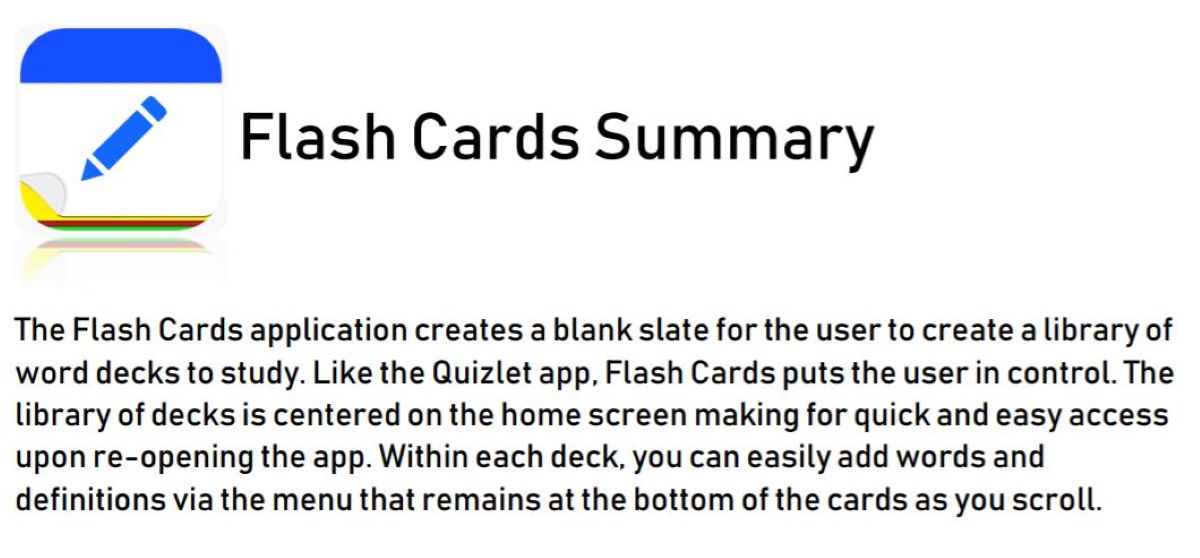 Flash Cards Summary
The Flash Cards application creates a blank slate for the user to create a library of
word decks to study. Like the Quizlet app, Flash Cards puts the user in control. The
library of decks is centered on the home screen making for quick and easy access
upon re-opening the app. Within each deck, you can easily add words and
definitions via the menu that remains at the bottom of the cards as you scroll.